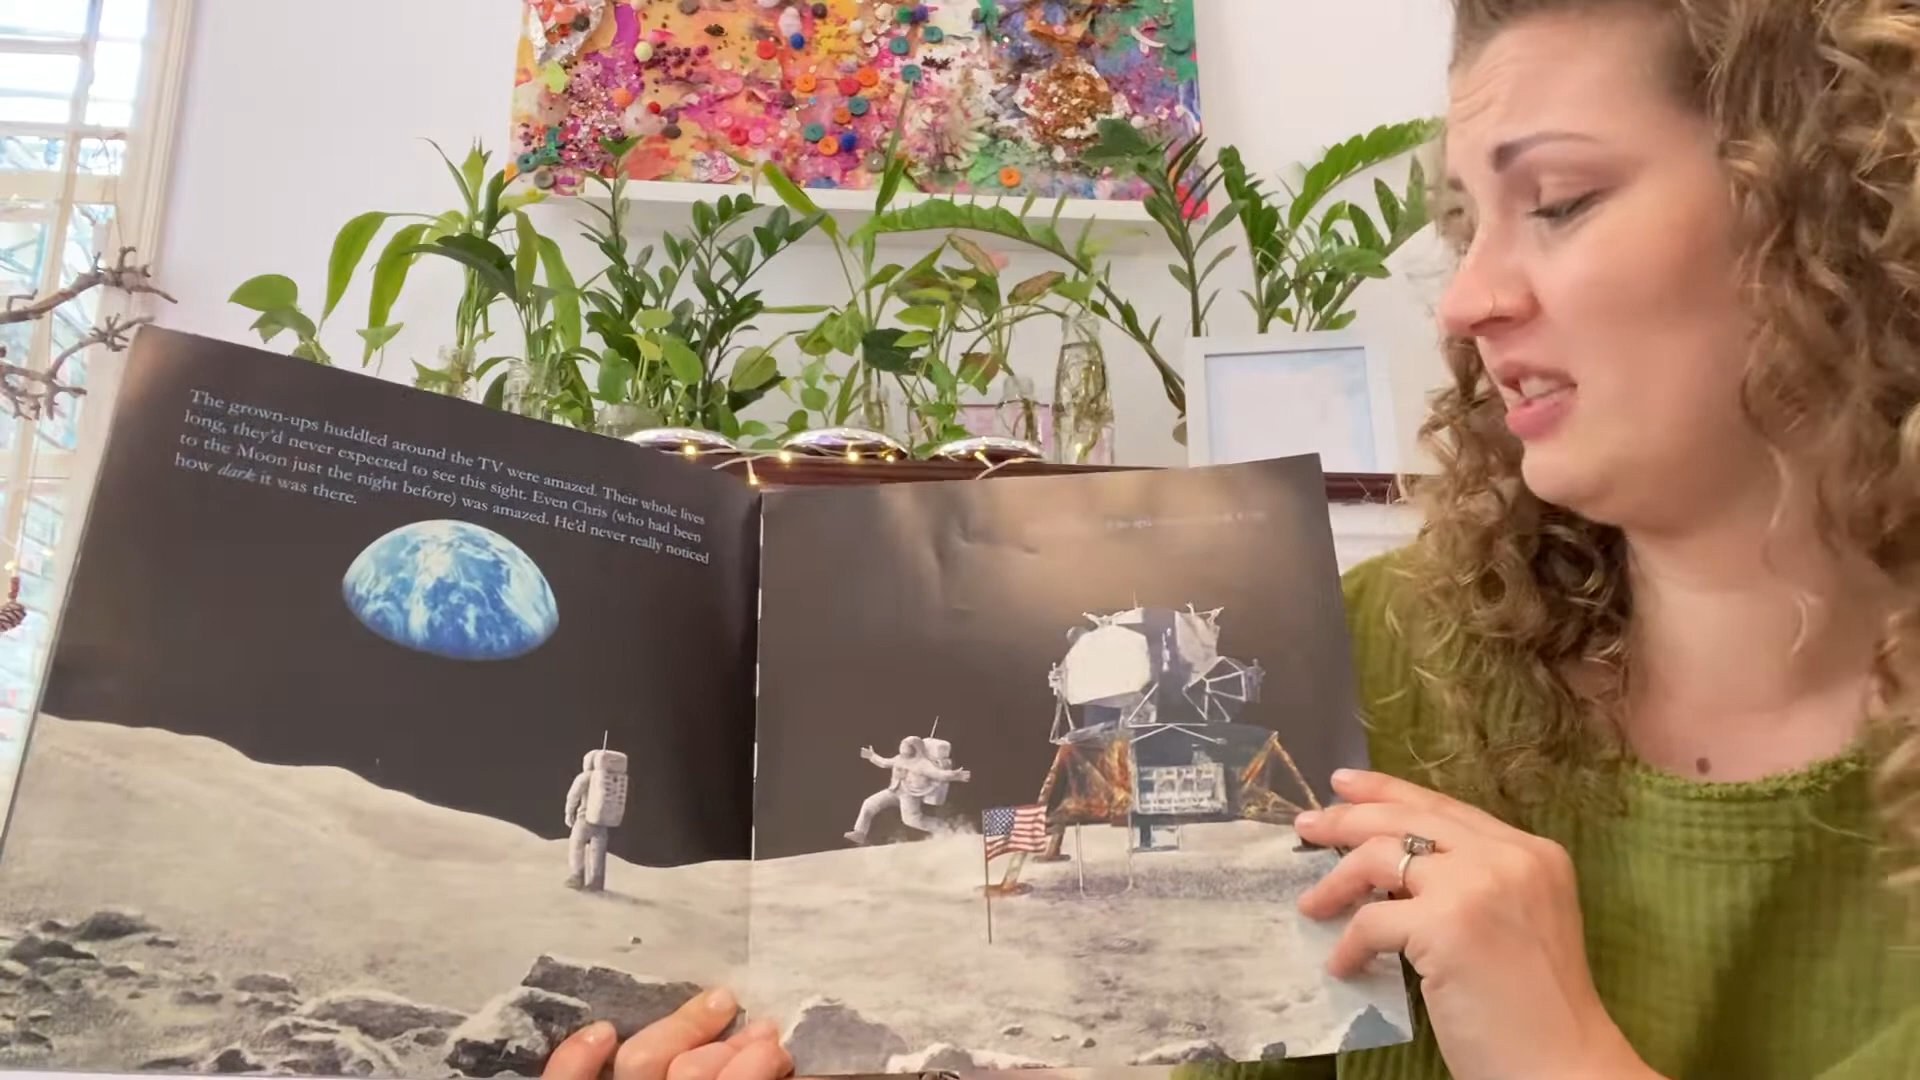 The grown-ups huddled around the TV were amazed. Their whole lives
long, they'd never expected to see this sight. Even Chris (who had been
to the Moon just the night before) was amazed. He'd never really noticed
how dark it was there.